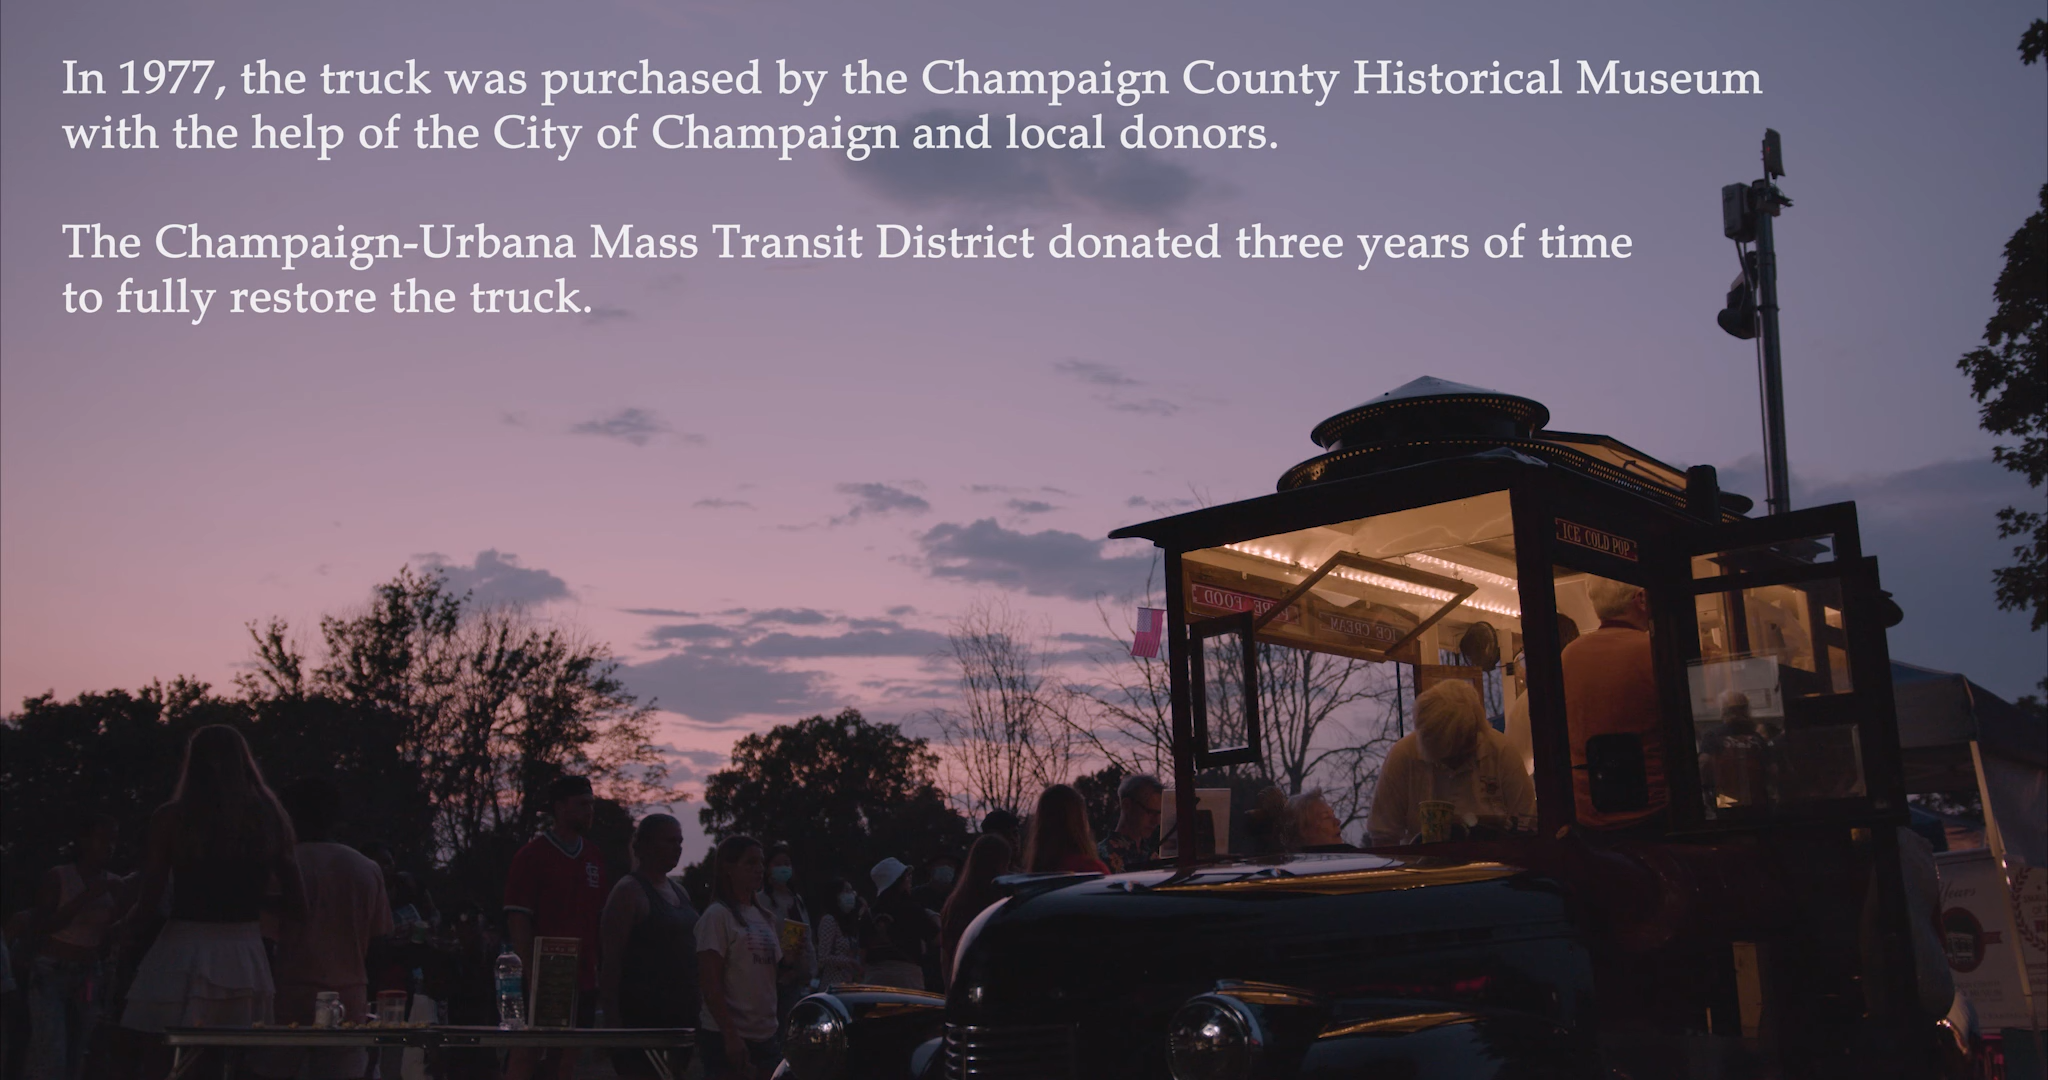 In 1977, the truck was purchased by the Champaign County Historical Museum
with the help of the City of Champaign and local donors.
The Champaign-Urbana Mass Transit District donated three years of time
to fully restore the truck.
ICE COLD POP
FOOD
ICE CREAM
Years